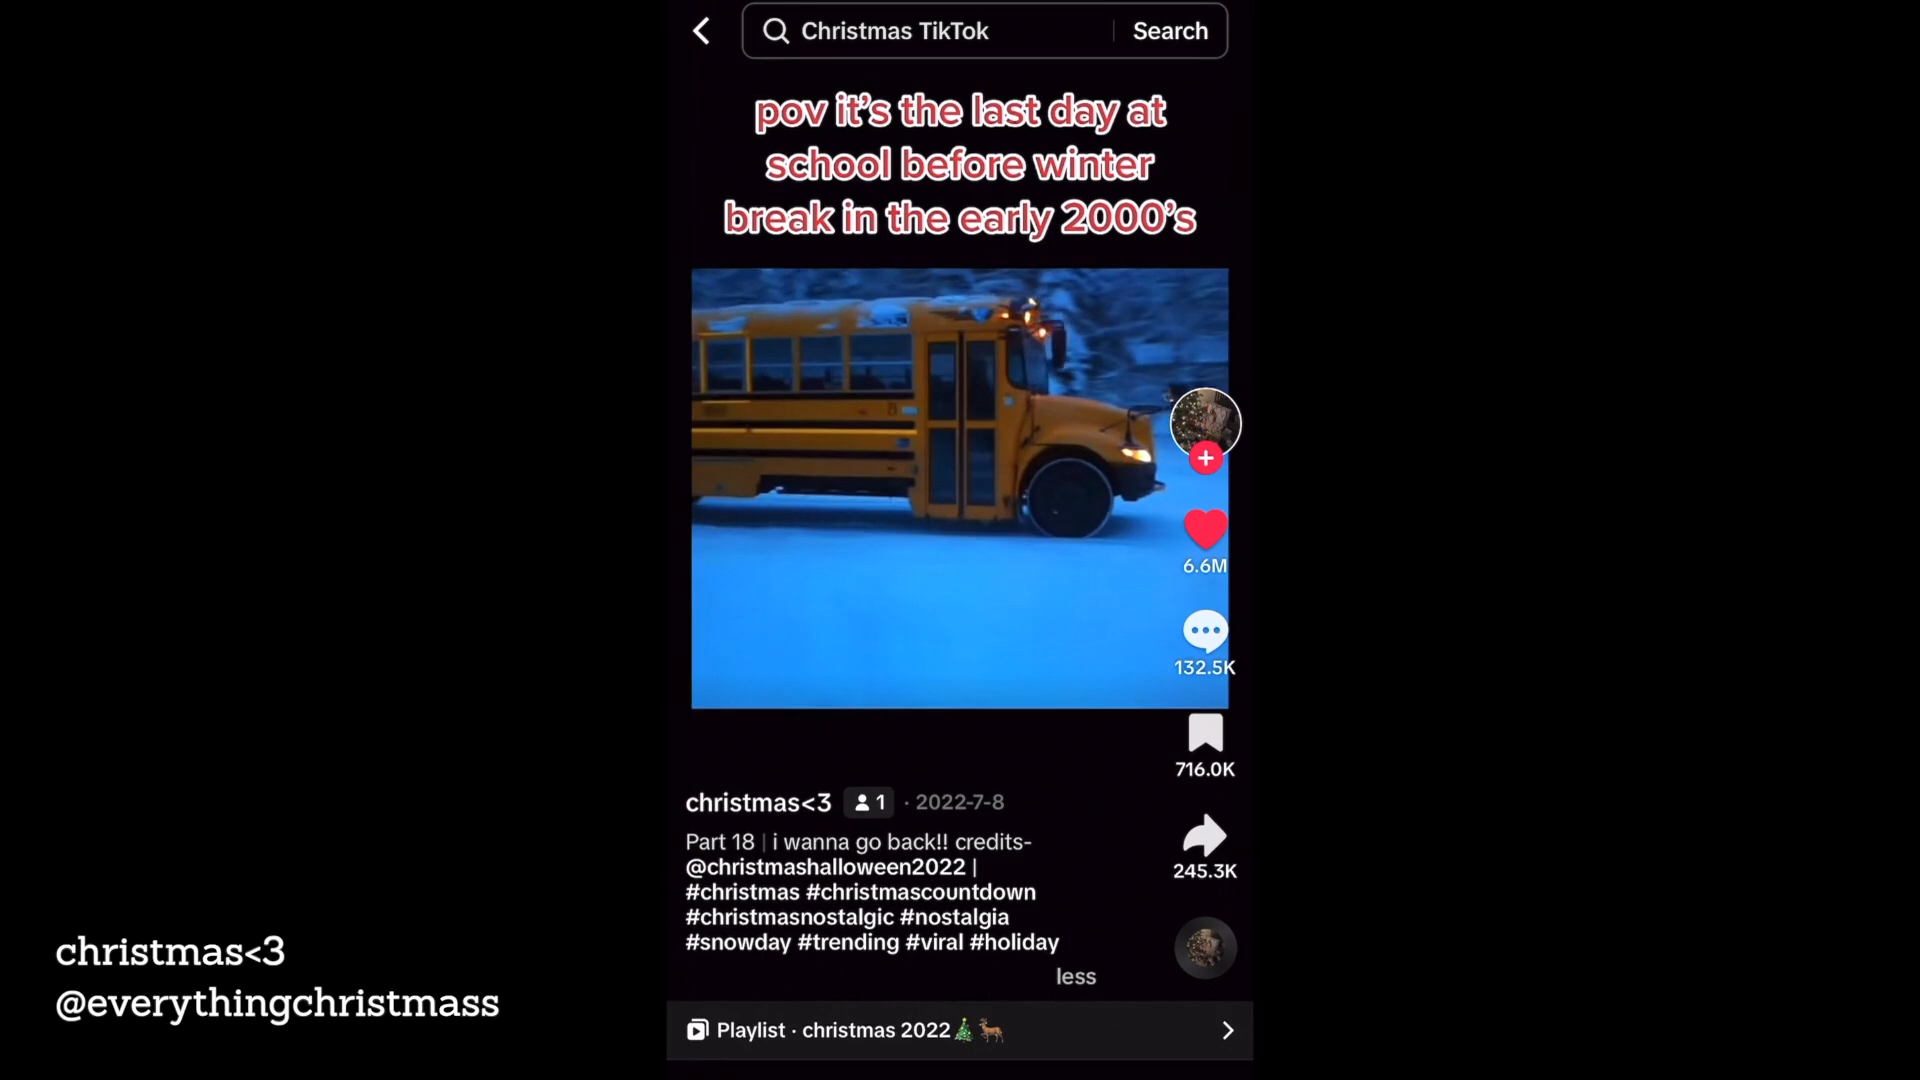 Christmas TikTok
Search
pov it's the last day at
school before winter
break in the early 2000's
6.6M
132.5K
716.0K
245.3K
christmas<3 1 · 2022-7-8
Part 18 | i wanna go back!! credits-
@christmashalloween2022 |
#christmas #christmascountdown
#christmasnostalgic #nostalgia
#snowday #trending #viral #holiday
less
Playlist · christmas 2022🎄🦌
christmas<3
@everythingchristmass